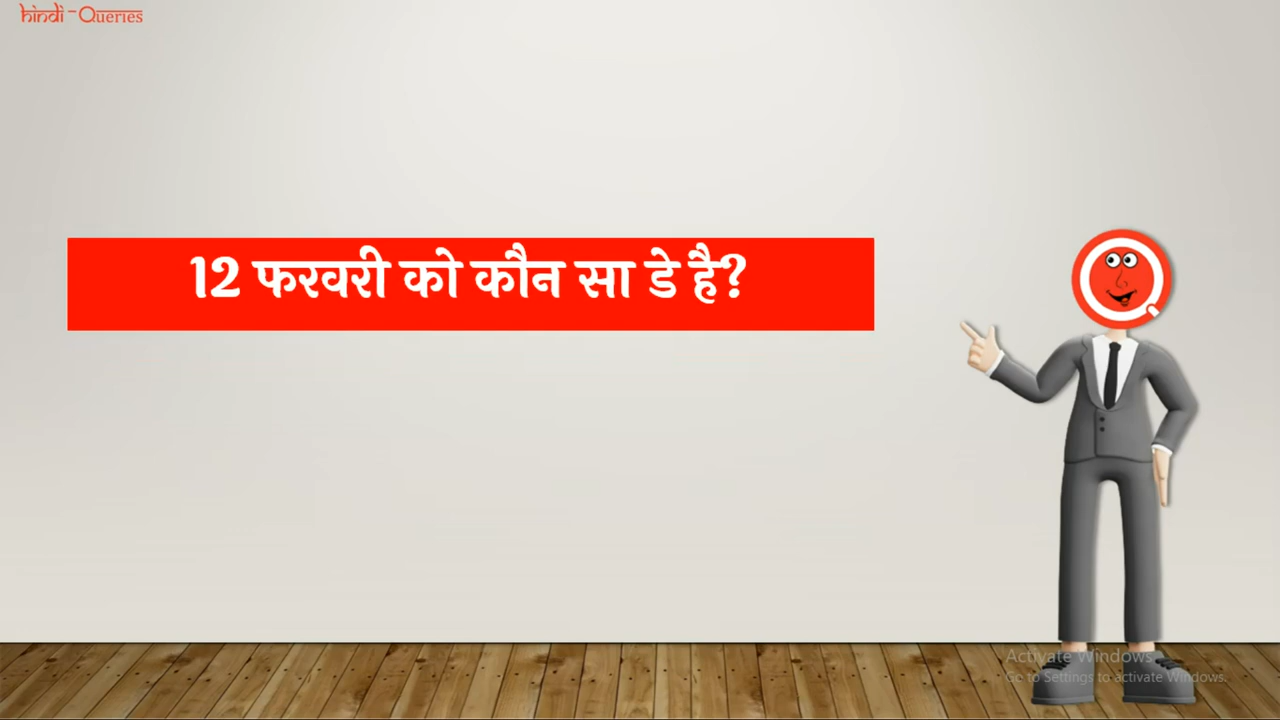 hindi-Queries
12 फरवरी को कौन सा डे है?
Activate Windows
Go to Settings to activate Windows.